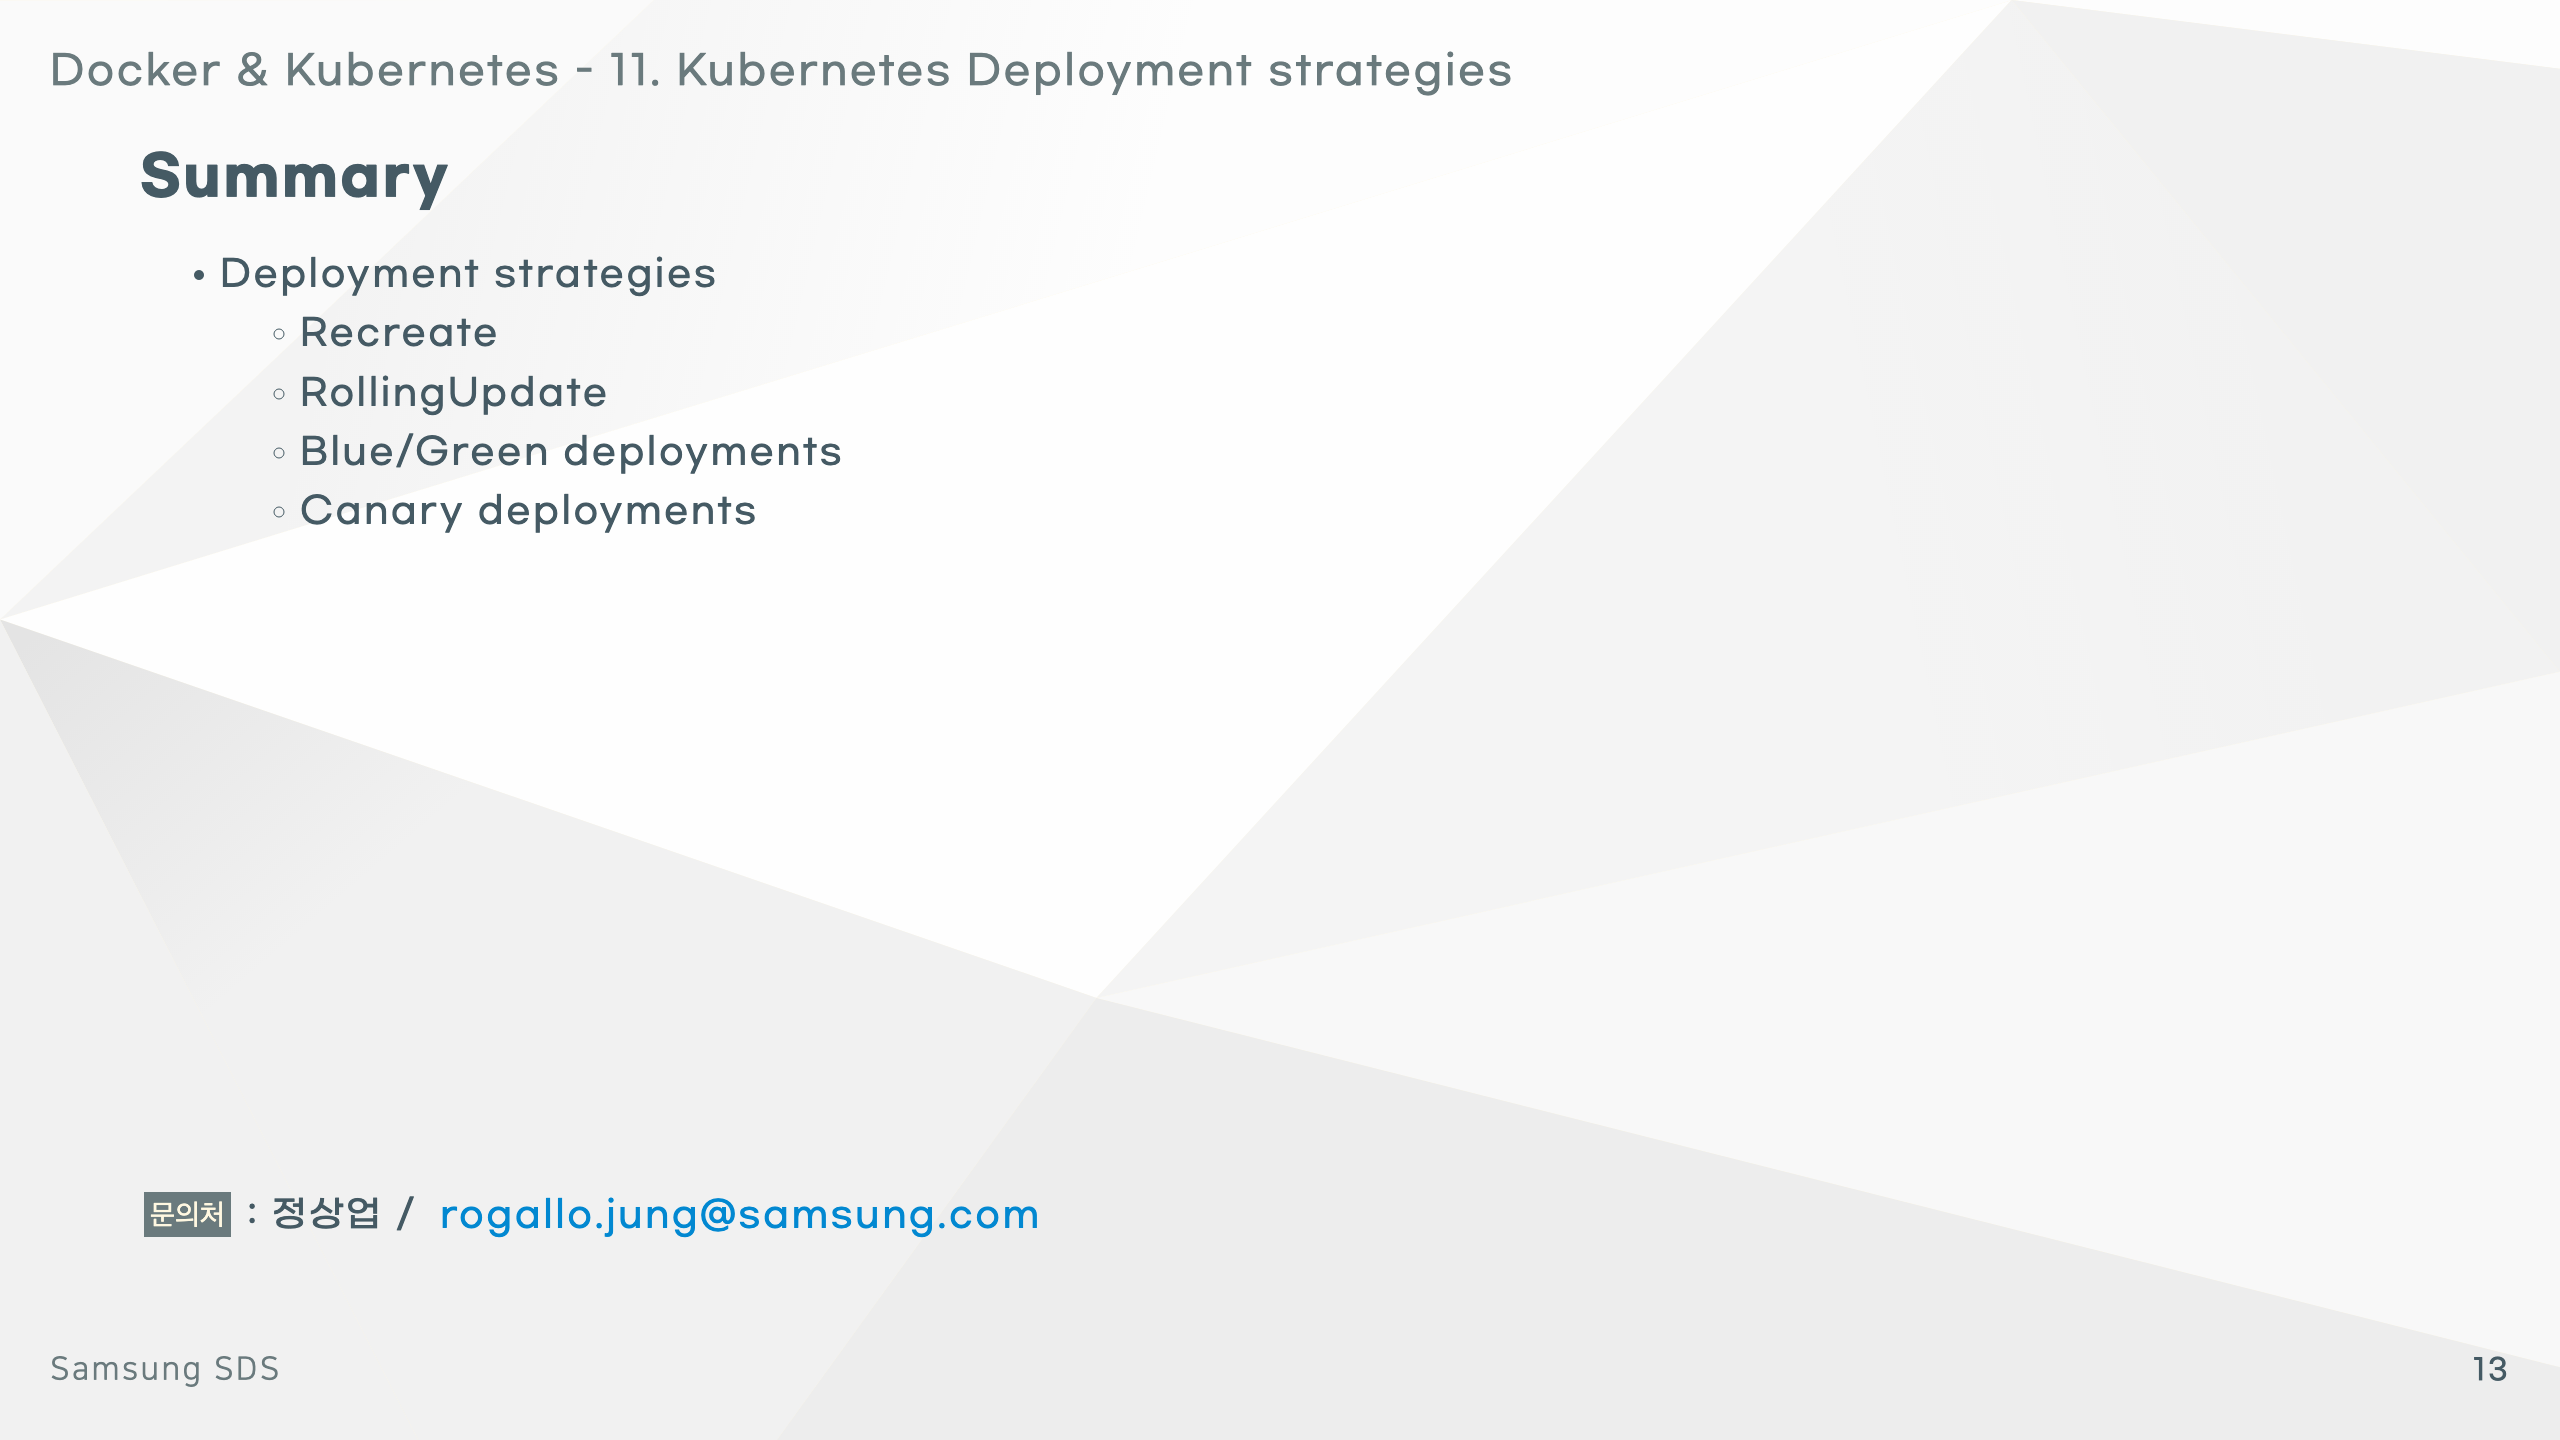 Docker & Kubernetes - 11. Kubernetes Deployment strategies
Summary
• Deployment strategies
◦ Recreate
◦ RollingUpdate
◦ Blue/Green deployments
◦ Canary deployments
문의처 : 정상업 / rogallo.jung@samsung.com
Samsung SDS
13